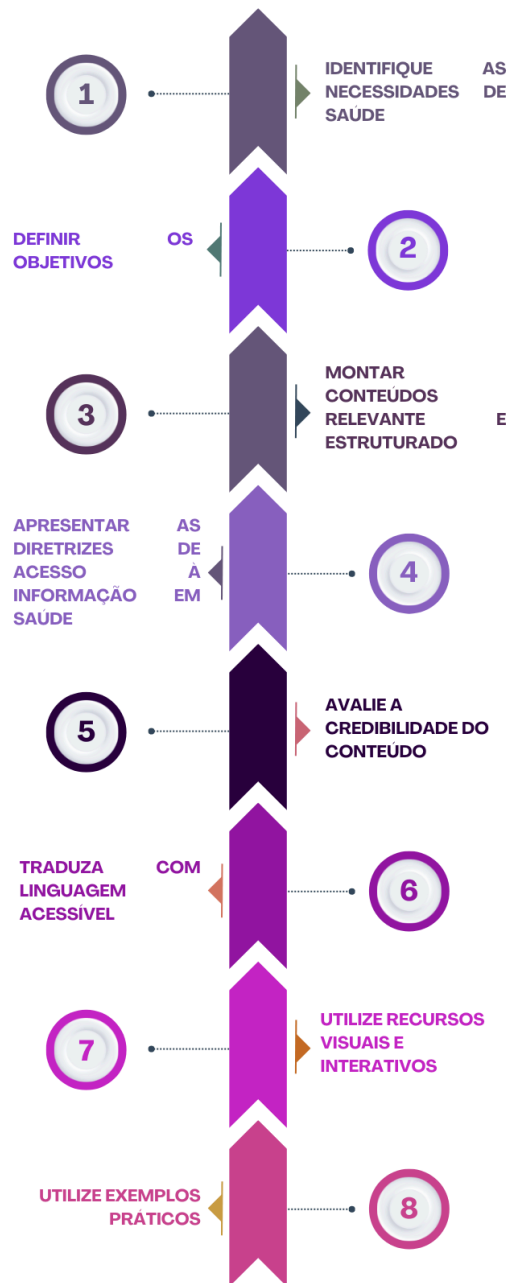 1
IDENTIFIQUE AS
NECESSIDADES DE
SAÚDE
2
DEFINIR OS
OBJETIVOS
3
MONTAR
CONTEÚDOS
RELEVANTE E
ESTRUTURADO
4
APRESENTAR AS
DIRETRIZES DE
ACESSO À
INFORMAÇÃO EM
SAÚDE
5
AVALIE A
CREDIBILIDADE DO
CONTEÚDO
6
TRADUZA COM
LINGUAGEM
ACESSÍVEL
7
UTILIZE RECURSOS
VISUAIS E
INTERATIVOS
8
UTILIZE EXEMPLOS
PRÁTICOS